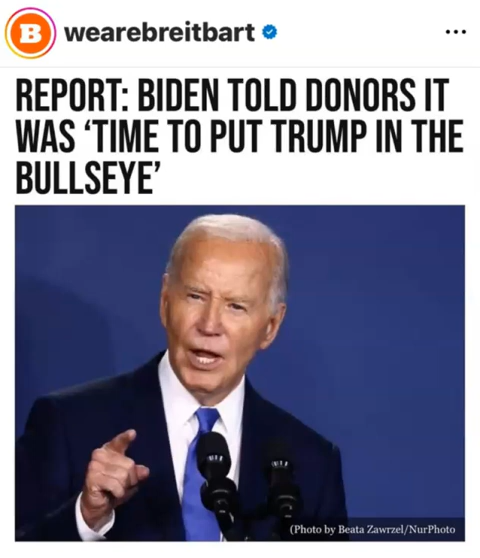 B wearebreitbart
REPORT: BIDEN TOLD DONORS IT
WAS ‘TIME TO PUT TRUMP IN THE
BULLSEYE’
(Photo by Beata Zawrzel/NurPhoto